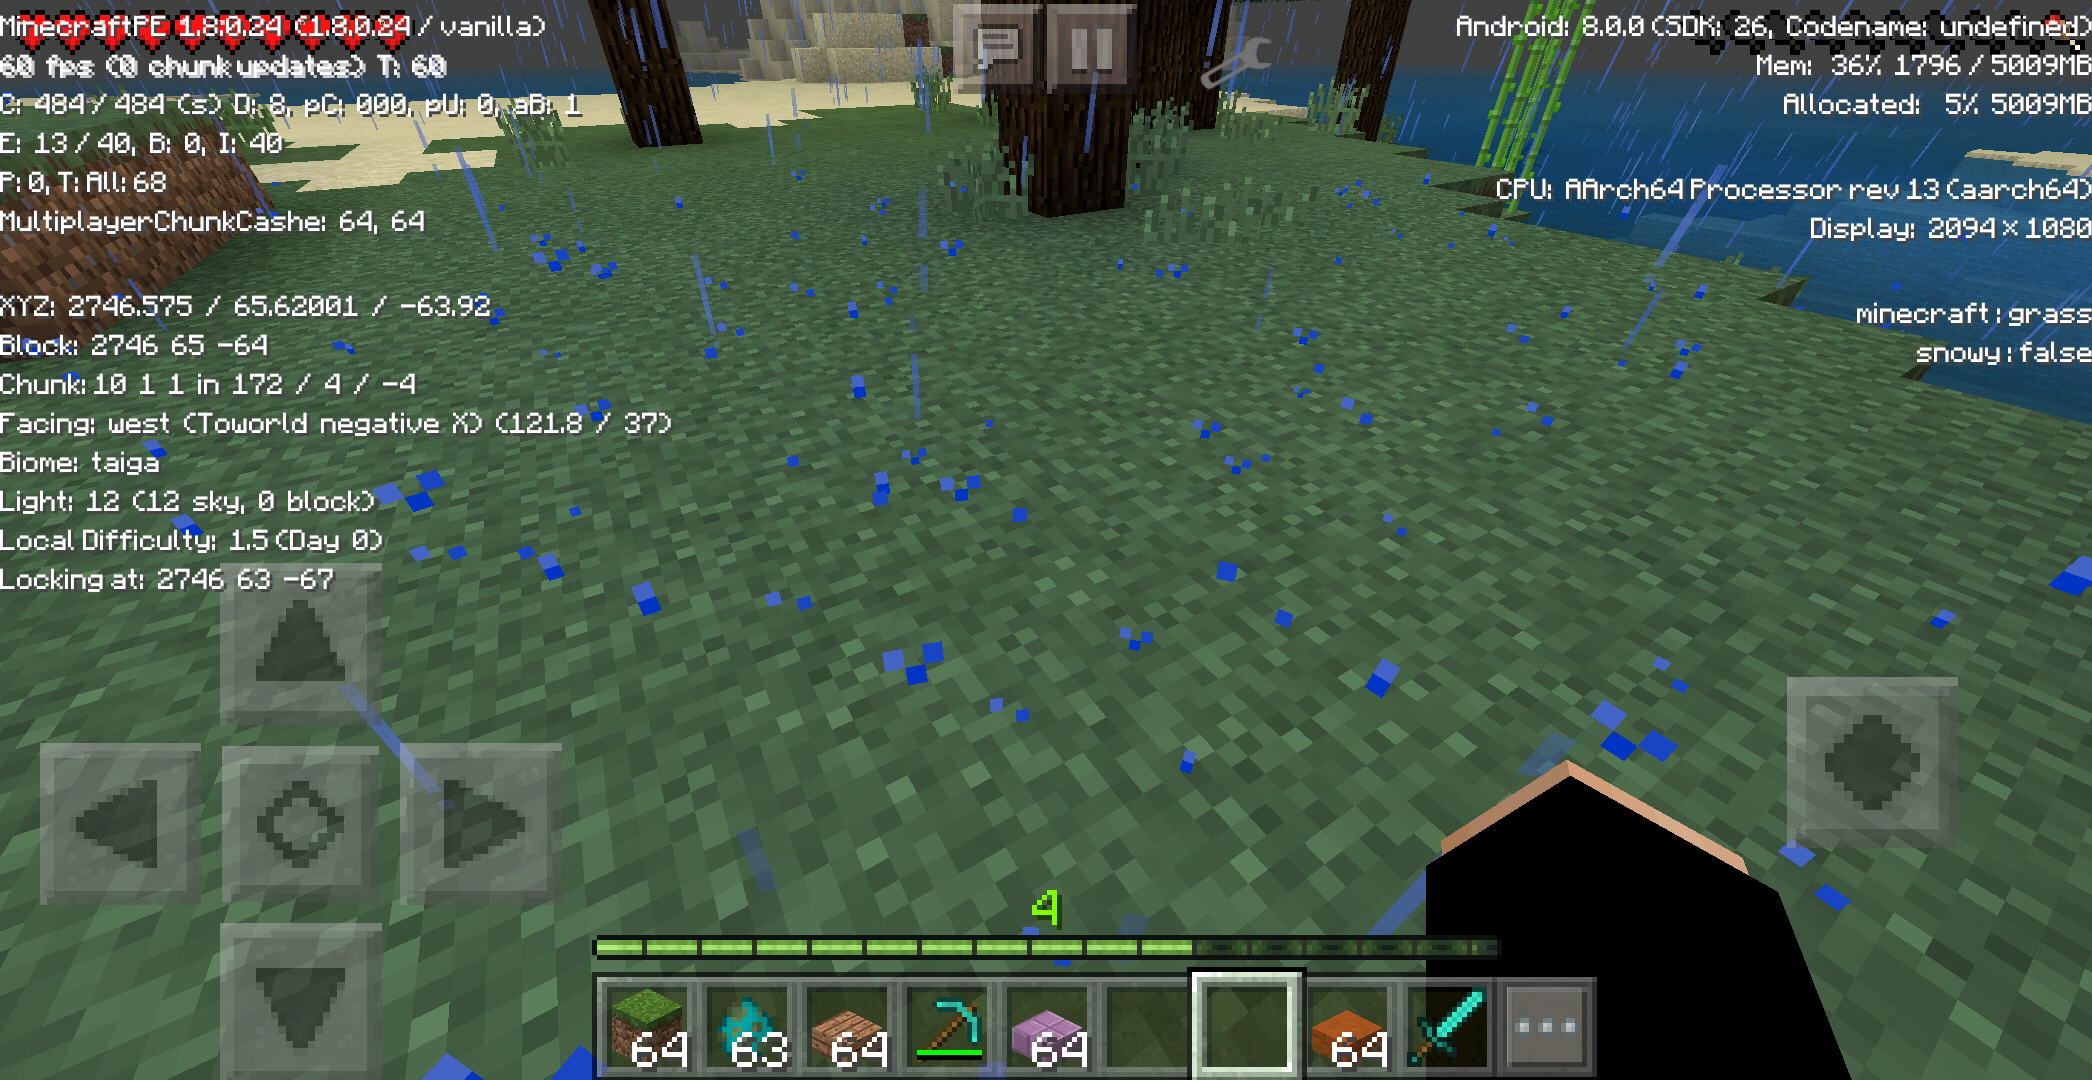 MinecraftPE 1.8.0.24 (1.8.0.24 / vanilla)
60 fps (0 chunk updates) T: 60
C: 484 / 484 (s) D: 8, pC: 000, pU: 0, aB: 1
E: 13 / 40, B: 0, I: 40
P: 0, T: All: 68
MultiplayerChunkCashe: 64, 64
XYZ: 2746.575 / 65.62001 / -63.92
Block: 2746 65 -64
Chunk: 10 1 1 in 172 / 4 / -4
Facing: west (Toworld negative X) (121.8 / 37)
Biome: taiga
Light: 12 (12 sky, 0 block)
Local Difficulty: 1.5 (Day 0)
Locking at: 2746 63 -67
Android: 8.0.0 (SDK: 26, Codename: undefined)
Mem: 36% 1796 / 5009MB
Allocated: 5% 5009MB
CPU: AArch64 Processor rev 13 (aarch64)
Display: 2094 × 1080
minecraft:grass
snowy:false
4
64 63 64 64 64